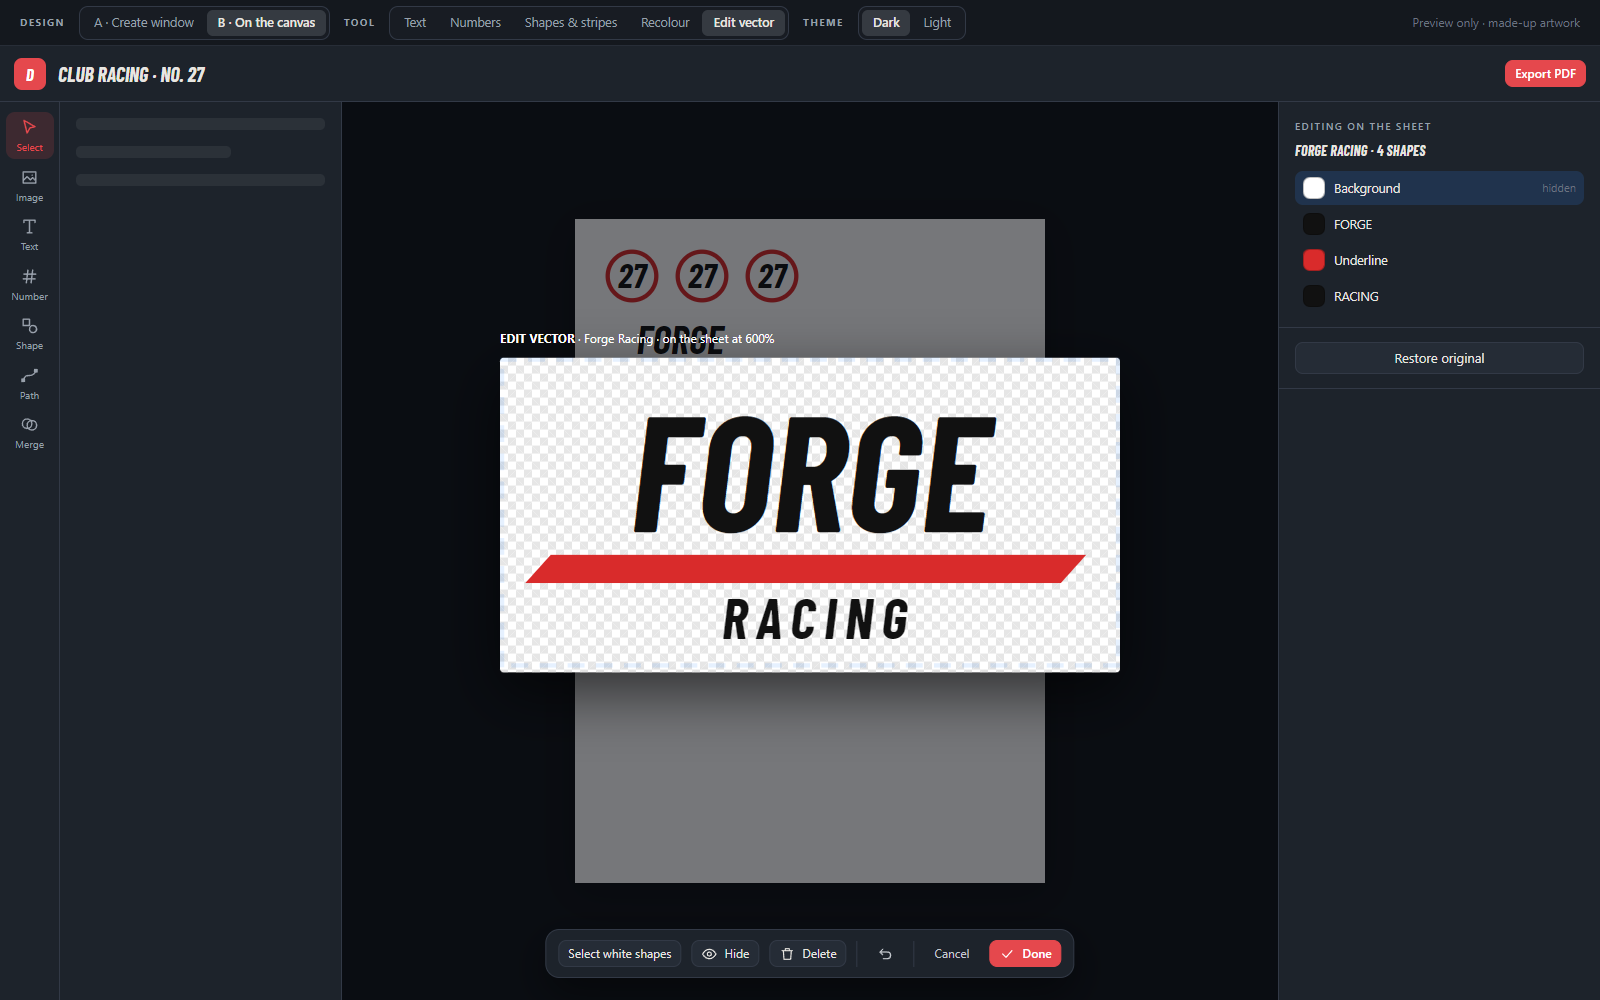 DESIGN A · Create window B · On the canvas TOOL Text Numbers Shapes & stripes Recolour Edit vector THEME Dark Light Preview only · made-up artwork
D CLUB RACING · NO. 27 Export PDF
Select
Image
Text
Number
Shape
Path
Merge
27 27 27
FORGE
EDIT VECTOR · Forge Racing · on the sheet at 600%
FORGE
RACING
Select white shapes Hide Delete Cancel Done
EDITING ON THE SHEET
FORGE RACING · 4 SHAPES
Background hidden
FORGE
Underline
RACING
Restore original